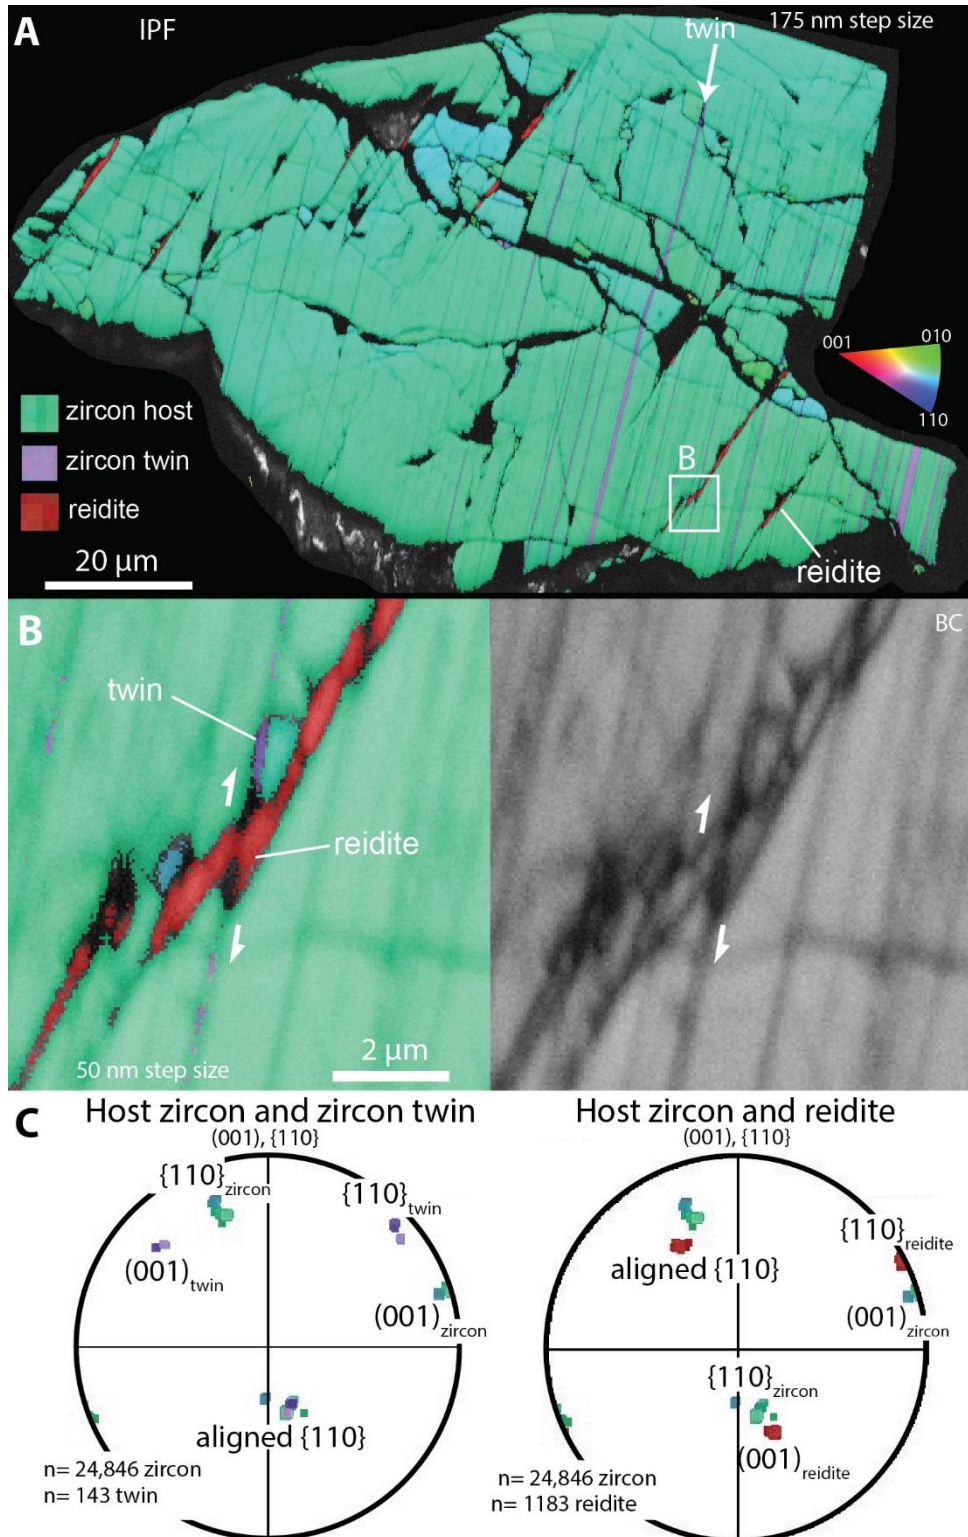 A
IPF
175 nm step size
twin
001
010
110
zircon host
zircon twin
reidite
B
20 µm
reidite
B
BC
twin
reidite
50 nm step size
2 µm
C
Host zircon and zircon twin
(001), {110}
{110}zircon
{110}twin
(001)twin
(001)zircon
aligned {110}
n= 24,846 zircon
n= 143 twin
Host zircon and reidite
(001), {110}
{110}reidite
aligned {110}
(001)zircon
{110}zircon
(001)reidite
n= 24,846 zircon
n= 1183 reidite